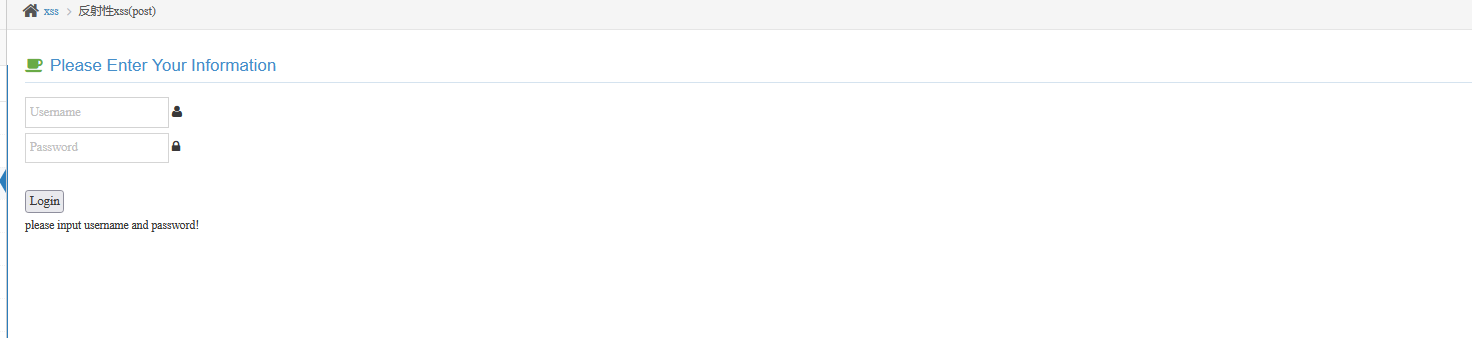 xss > 反射性xss(post)
Please Enter Your Information
Username
Password
Login
please input username and password!